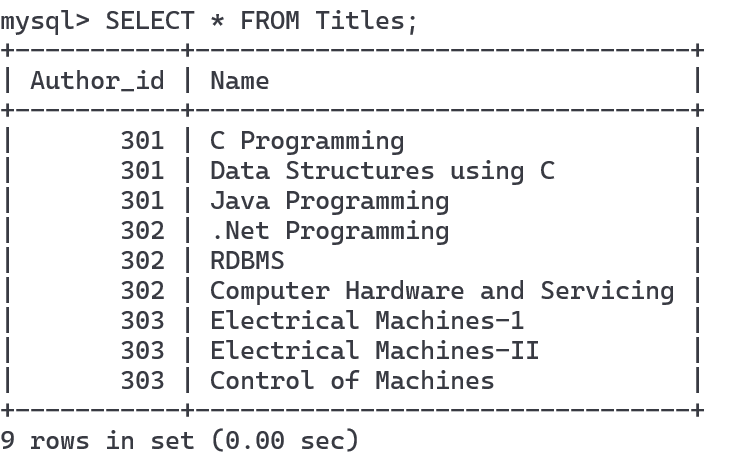 mysql> SELECT * FROM Titles;
+-----------+---------------------------------+
| Author_id | Name                            |
+-----------+---------------------------------+
|       301 | C Programming                   |
|       301 | Data Structures using C         |
|       301 | Java Programming                |
|       302 | .Net Programming                |
|       302 | RDBMS                           |
|       302 | Computer Hardware and Servicing |
|       303 | Electrical Machines-1           |
|       303 | Electrical Machines-II          |
|       303 | Control of Machines             |
+-----------+---------------------------------+
9 rows in set (0.00 sec)